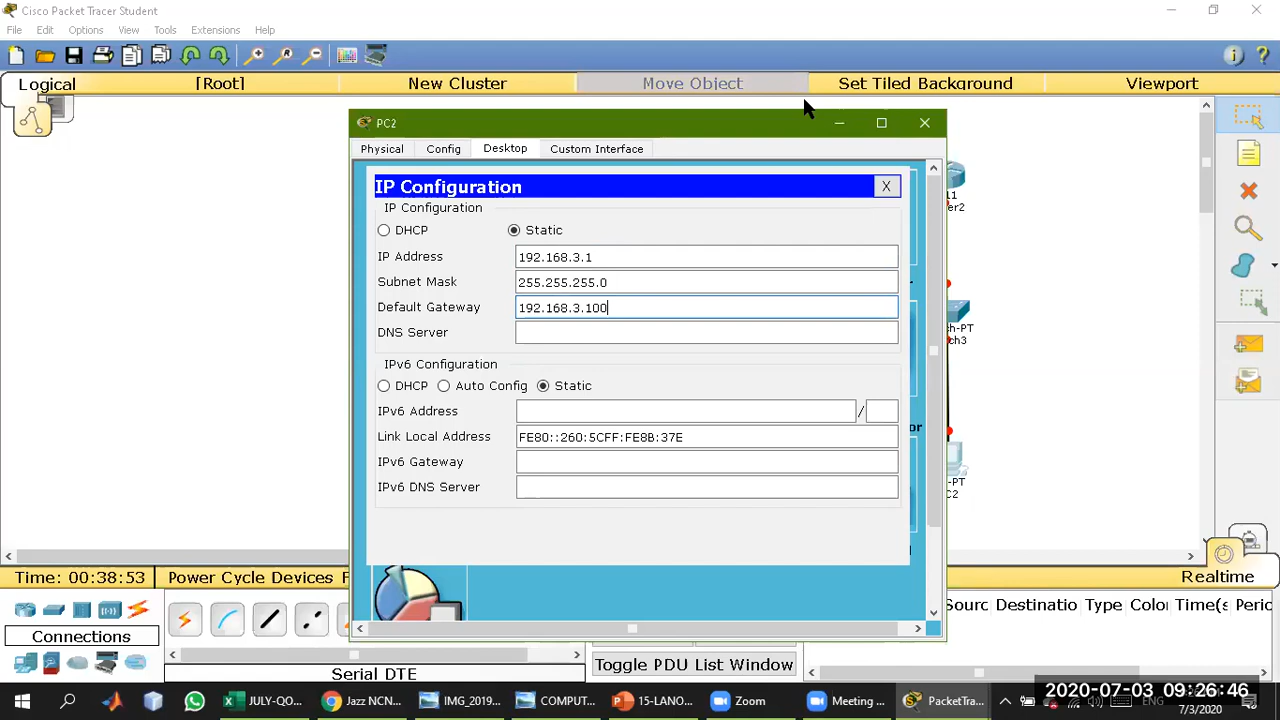 Cisco Packet Tracer Student
File Edit Options View Tools Extensions Help
Logical [Root] New Cluster Move Object Set Tiled Background Viewport
PC2
Physical Config Desktop Custom Interface
IP Configuration X
IP Configuration
DHCP Static
IP Address 192.168.3.1
Subnet Mask 255.255.255.0
Default Gateway 192.168.3.100
DNS Server
IPv6 Configuration
DHCP Auto Config Static
IPv6 Address /
Link Local Address FE80::260:5CFF:FE8B:37E
IPv6 Gateway
IPv6 DNS Server
Time: 00:38:53 Power Cycle Devices F
Realtime
Sourc Destinatio Type Color Time(s Perio
Connections
Toggle PDU List Window
Serial DTE
JULY-QO... Jazz NCN... IMG_2019... COMPUT... 15-LANO... Zoom Meeting ... PacketTra... ENG
2020-07-03 09:26:46
7/3/2020